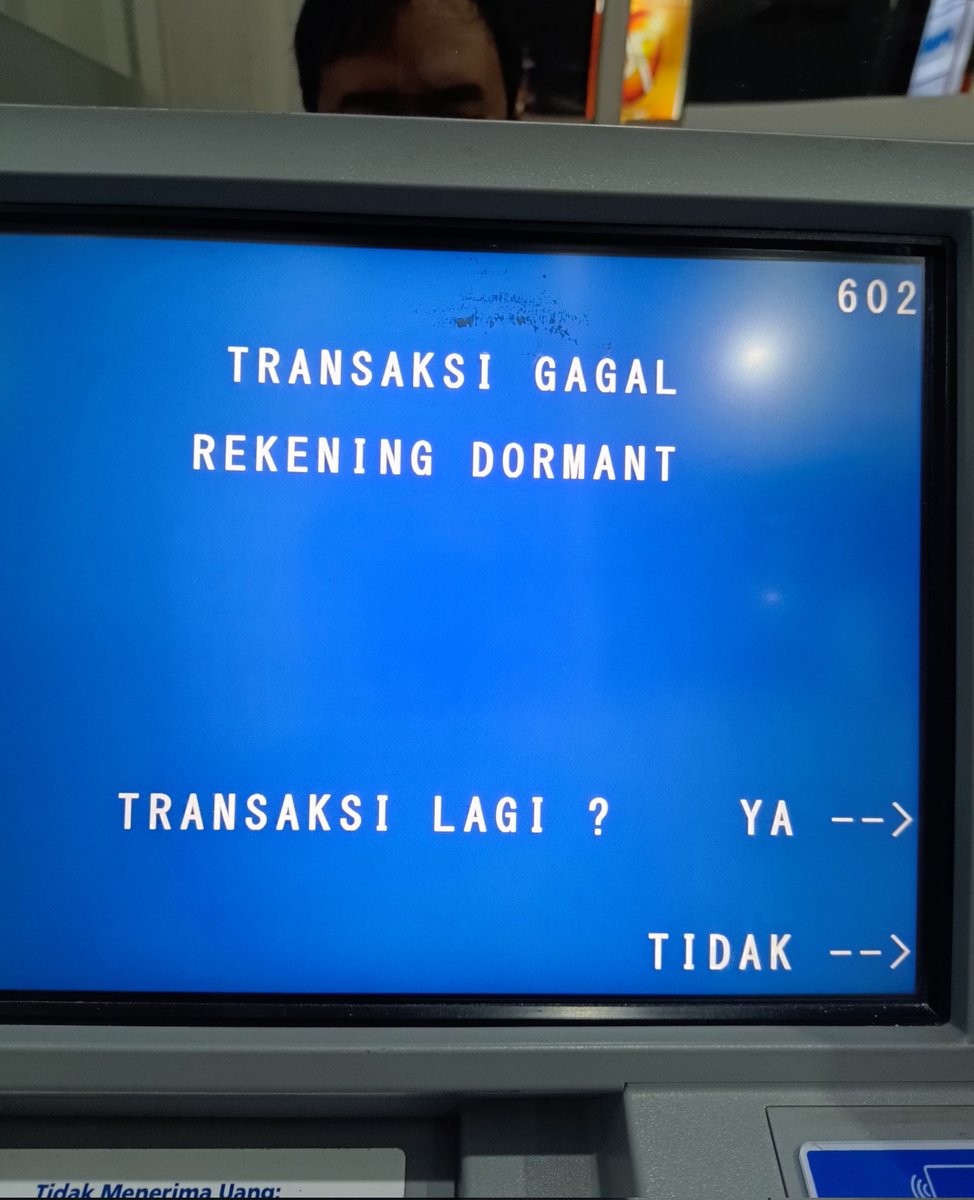 602
TRANSAKSI GAGAL
REKENING DORMANT
TRANSAKSI LAGI ? YA -->
TIDAK -->
Tidak Menerima Uang: